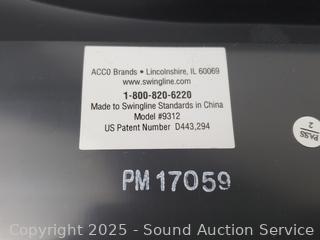 ACCO Brands • Lincolnshire, IL 60069
www.swingline.com
1-800-820-6220
Made to Swingline Standards in China
Model #9312
US Patent Number D443,294
PASS
2
PM 17059
Copyright © 2025 - Sound Auction Service